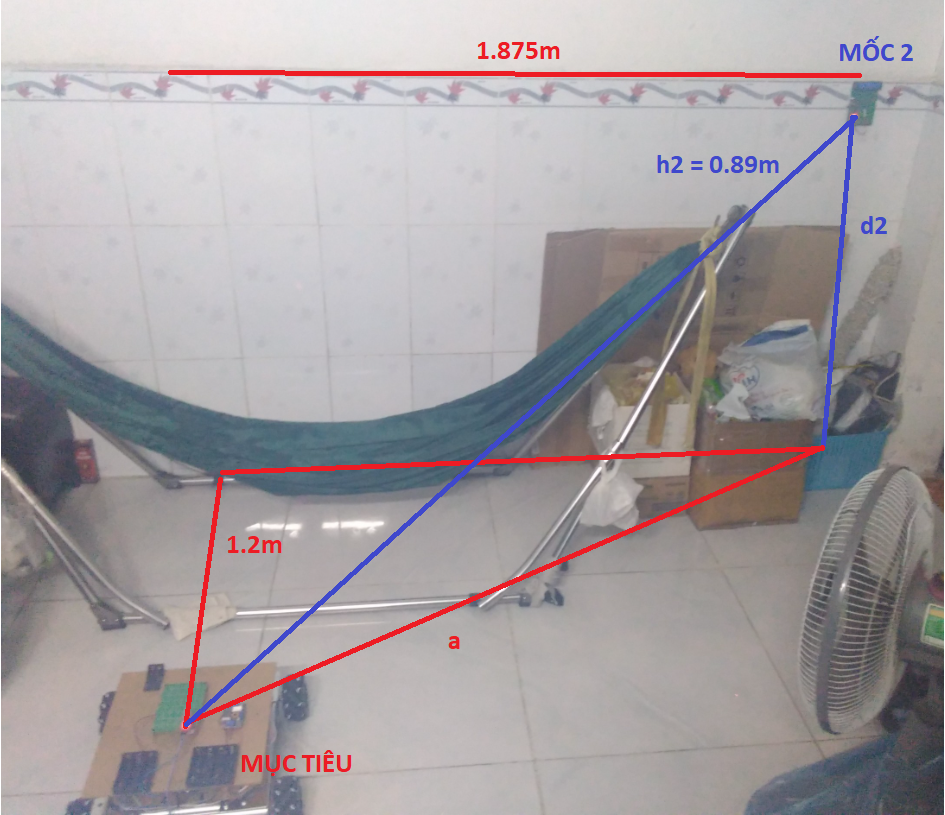 1.875m
MỐC 2
h2 = 0.89m
d2
1.2m
a
MỤC TIÊU